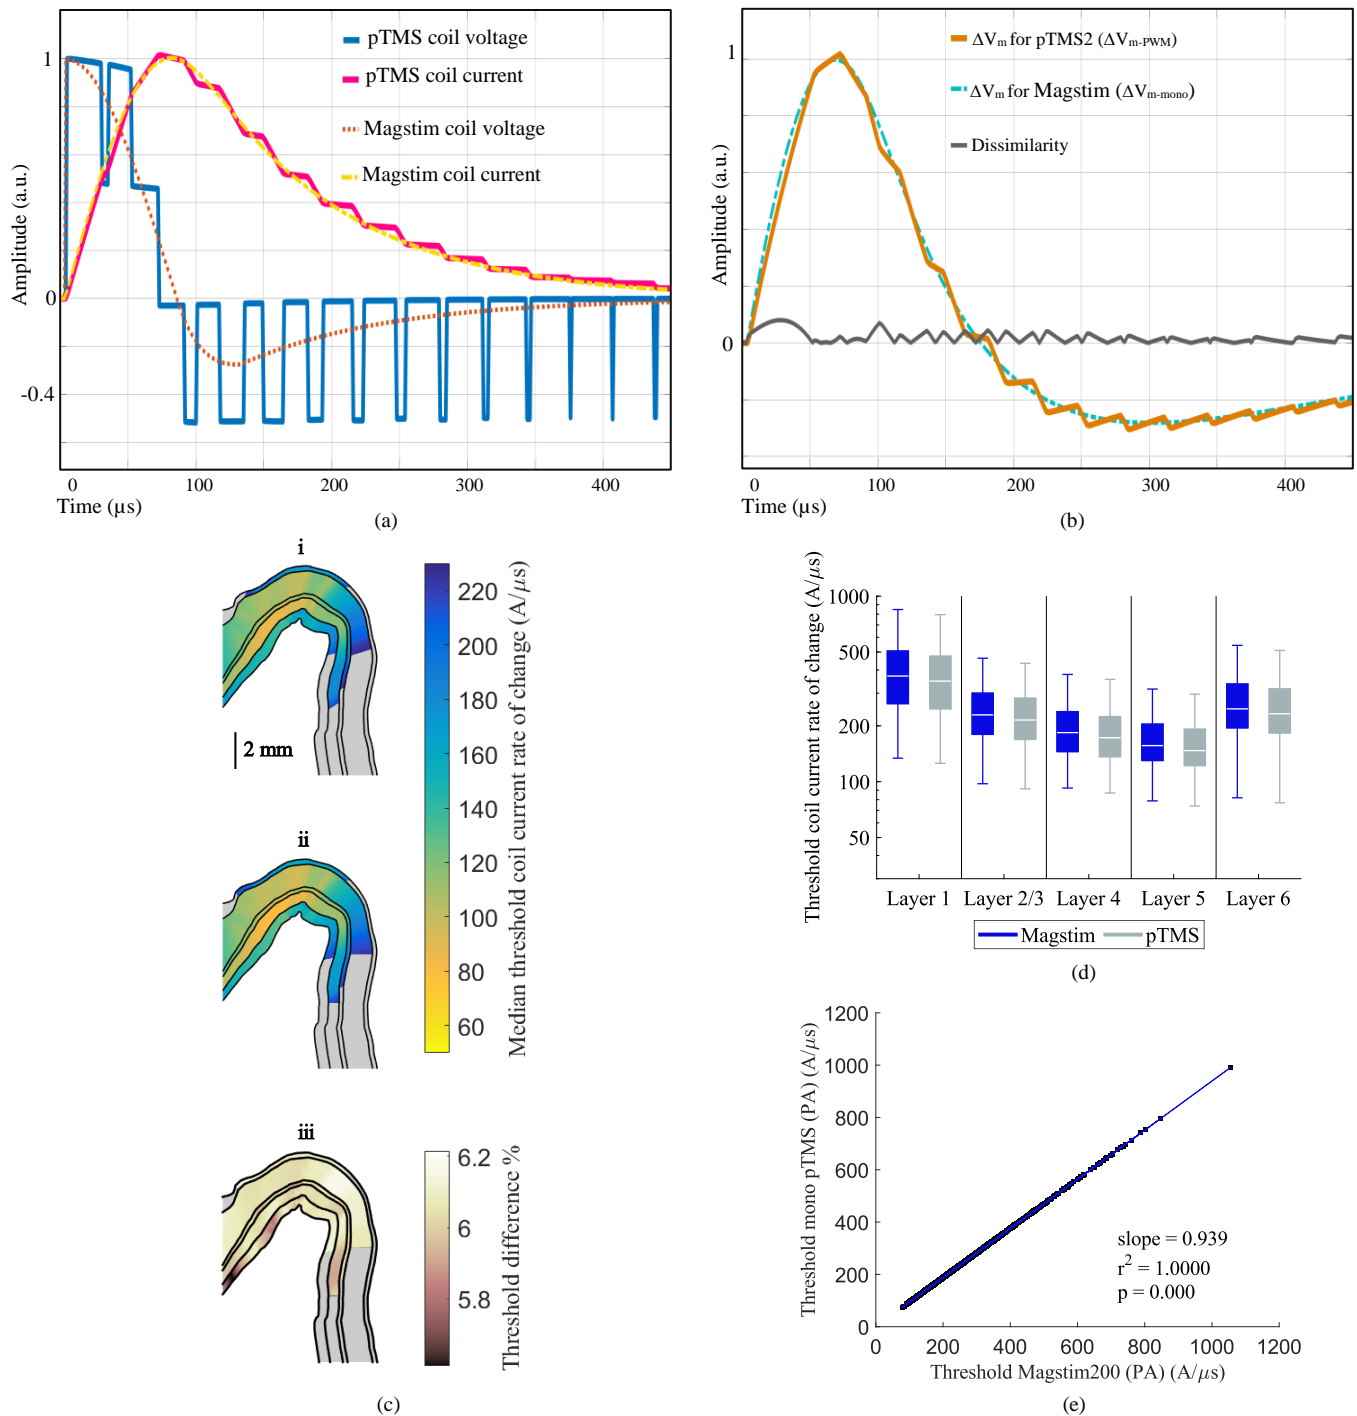 pTMS coil voltage
pTMS coil current
Magstim coil voltage
Magstim coil current
Amplitude (a.u.)
1
0
-0.4
0 100 200 300 400
Time (µs)
(a)
ΔVm for pTMS2 (ΔVm-PWM)
ΔVm for Magstim (ΔVm-mono)
Dissimilarity
Amplitude (a.u.)
1
0
0 100 200 300 400
Time (µs)
(b)
i
2 mm
ii
220
200
180
160
140
120
100
80
60
Median threshold coil current rate of change (A/µs)
iii
6.2
6
5.8
Threshold difference %
(c)
Threshold coil current rate of change (A/µs)
1000
500
200
100
50
Layer 1 Layer 2/3 Layer 4 Layer 5 Layer 6
Magstim pTMS
(d)
Threshold mono pTMS (PA) (A/µs)
1200
1000
800
600
400
200
0
slope = 0.939
r2 = 1.0000
p = 0.000
0 200 400 600 800 1000 1200
Threshold Magstim200 (PA) (A/µs)
(e)